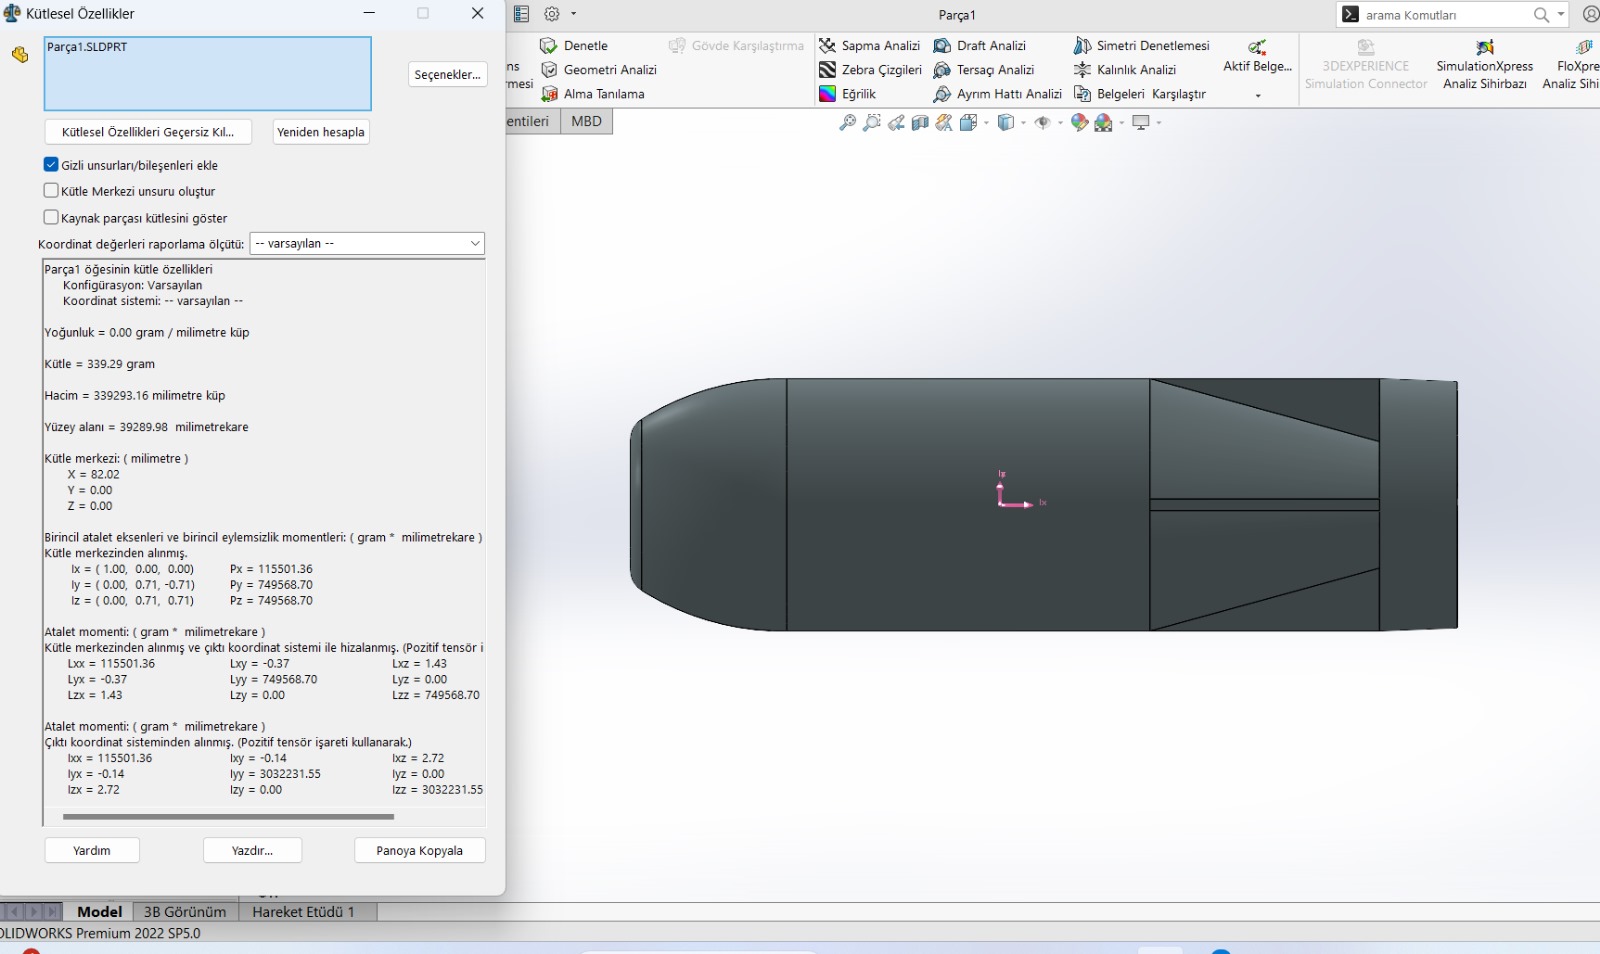 Kütlesel Özellikler
Parça1.SLDPRT
Seçenekler...
Kütlesel Özellikleri Geçersiz Kıl...
Yeniden hesapla
Gizli unsurları/bileşenleri ekle
Kütle Merkezi unsuru oluştur
Kaynak parçası kütlesini göster
Koordinat değerleri raporlama ölçütü: -- varsayılan --
Parça1 öğesinin kütle özellikleri
Konfigürasyon: Varsayılan
Koordinat sistemi: -- varsayılan --
Yoğunluk = 0.00 gram / milimetre küp
Kütle = 339.29 gram
Hacim = 339293.16 milimetre küp
Yüzey alanı = 39289.98 milimetrekare
Kütle merkezi: ( milimetre )
X = 82.02
Y = 0.00
Z = 0.00
Birincil atalet eksenleri ve birincil eylemsizlik momentleri: ( gram * milimetrekare )
Kütle merkezinden alınmış.
Ix = ( 1.00, 0.00, 0.00) Px = 115501.36
Iy = ( 0.00, 0.71, -0.71) Py = 749568.70
Iz = ( 0.00, 0.71, 0.71) Pz = 749568.70
Atalet momenti: ( gram * milimetrekare )
Kütle merkezinden alınmış ve çıktı koordinat sistemi ile hizalanmış. (Pozitif tensör i
Lxx = 115501.36 Lxy = -0.37 Lxz = 1.43
Lyx = -0.37 Lyy = 749568.70 Lyz = 0.00
Lzx = 1.43 Lzy = 0.00 Lzz = 749568.70
Atalet momenti: ( gram * milimetrekare )
Çıktı koordinat sisteminden alınmış. (Pozitif tensör işareti kullanarak.)
Ixx = 115501.36 Ixy = -0.14 Ixz = 2.72
Iyx = -0.14 Iyy = 3032231.55 Iyz = 0.00
Izx = 2.72 Izy = 0.00 Izz = 3032231.55
Yardım
Yazdır...
Panoya Kopyala
Parça1
arama Komutları
Denetle
Geometri Analizi
Alma Tanılama
Gövde Karşılaştırma
Sapma Analizi
Zebra Çizgileri
Eğrilik
Draft Analizi
Tersaçı Analizi
Ayrım Hattı Analizi
Simetri Denetlemesi
Kalınlık Analizi
Belgeleri Karşılaştır
Aktif Belge...
3DEXPERIENCE
Simulation Connector
SimulationXpress
Analiz Sihirbazı
FloXpre
Analiz Sihi
ns
rmesi
entileri
MBD
Ix
Model
3B Görünüm
Hareket Etüdü 1
OLIDWORKS Premium 2022 SP5.0